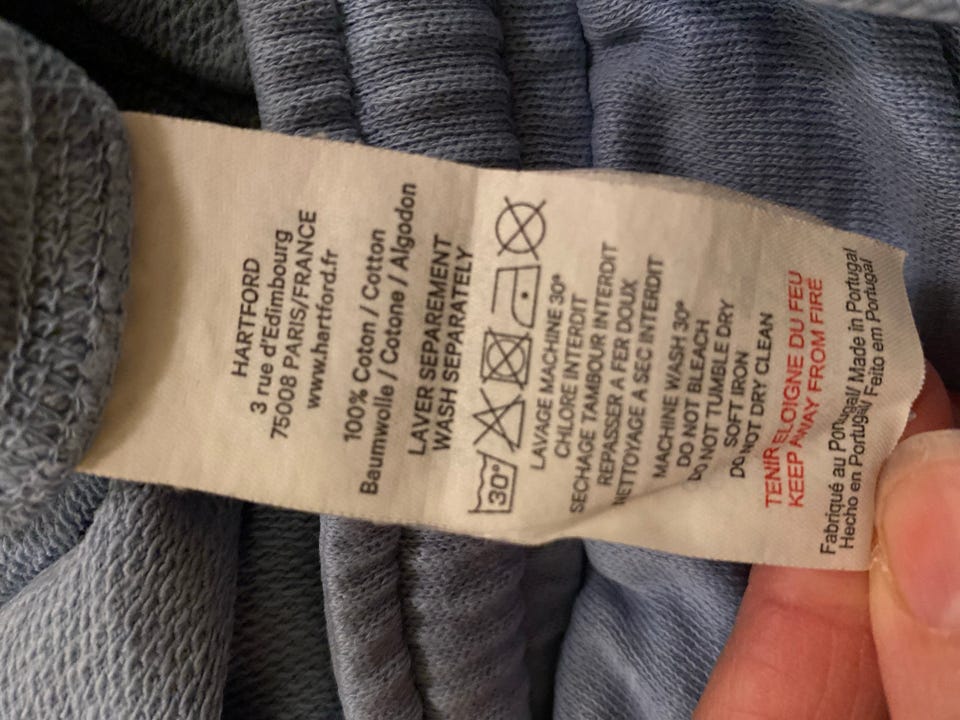 HARTFORD
3 rue d'Edimbourg
75008 PARIS/FRANCE
www.hartford.fr
100% Coton / Cotton
Baumwolle / Cotone / Algodon
LAVER SEPAREMENT
WASH SEPARATELY
30°
LAVAGE MACHINE 30°
CHLORE INTERDIT
SECHAGE TAMBOUR INTERDIT
REPASSER A FER DOUX
NETTOYAGE A SEC INTERDIT
MACHINE WASH 30°
DO NOT BLEACH
DO NOT TUMBLE DRY
DO SOFT IRON
DO NOT DRY CLEAN
TENIR ELOIGNE DU FEU
KEEP AWAY FROM FIRE
Fabriqué au Portugal/ Made in Portugal
Hecho en Portugal/ Feito em Portugal